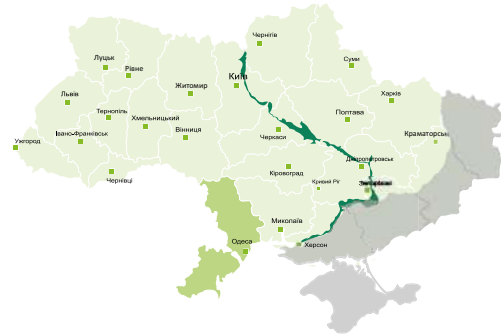 Чернігів
Суми
Луцьк
Рівне
Київ
Житомир
Львів
Харків
Тернопіль
Хмельницький
Полтава
Івано-Франківськ
Вінниця
Черкаси
Краматорськ
Ужгород
Дніпропетровськ
Чернівці
Кіровоград
Кривий Ріг
Миколаїв
Одеса
Херсон